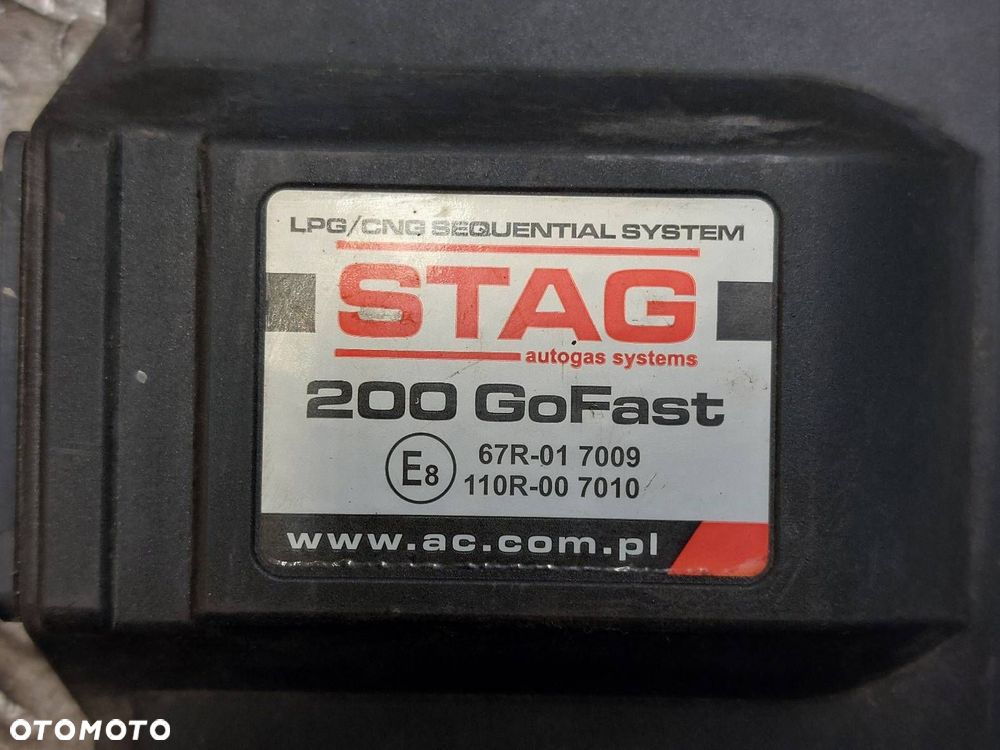 LPG/CNG SEQUENTIAL SYSTEM
STAG
autogas systems
200 GoFast
E8 67R-01 7009
110R-00 7010
www.ac.com.pl
OTOMOTO